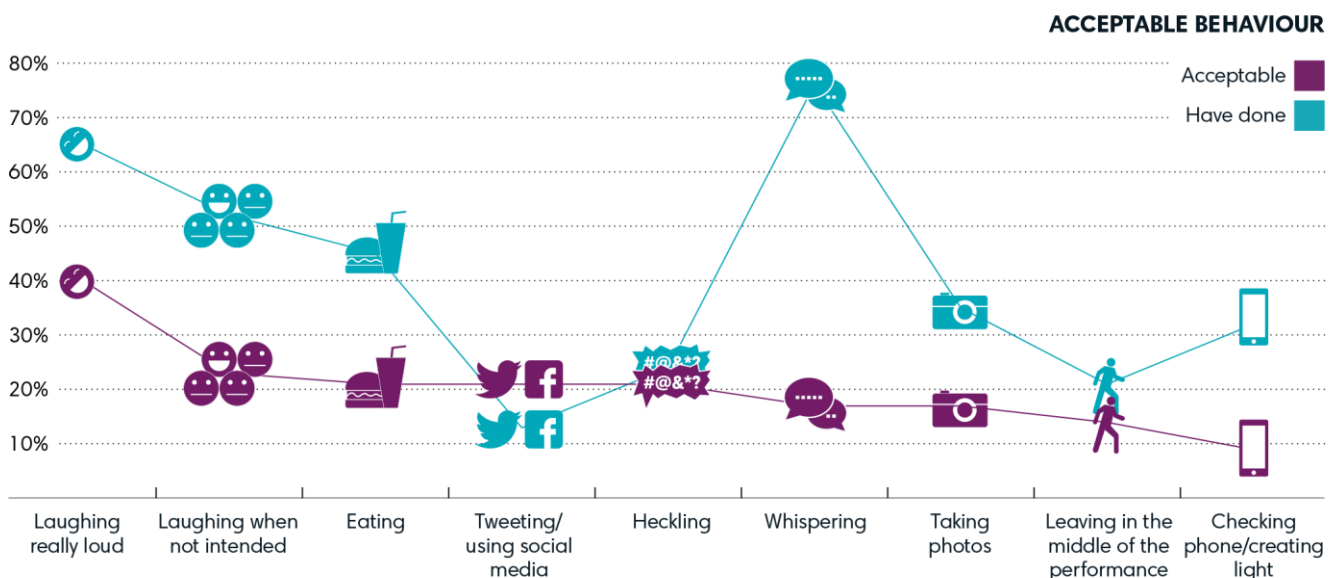 ACCEPTABLE BEHAVIOUR
Acceptable
Have done
80%
70%
60%
50%
40%
30%
20%
10%
#@&*?
#@&*?
Laughing
really loud
Laughing when
not intended
Eating
Tweeting/
using social
media
Heckling
Whispering
Taking
photos
Leaving in the
middle of the
performance
Checking
phone/creating
light